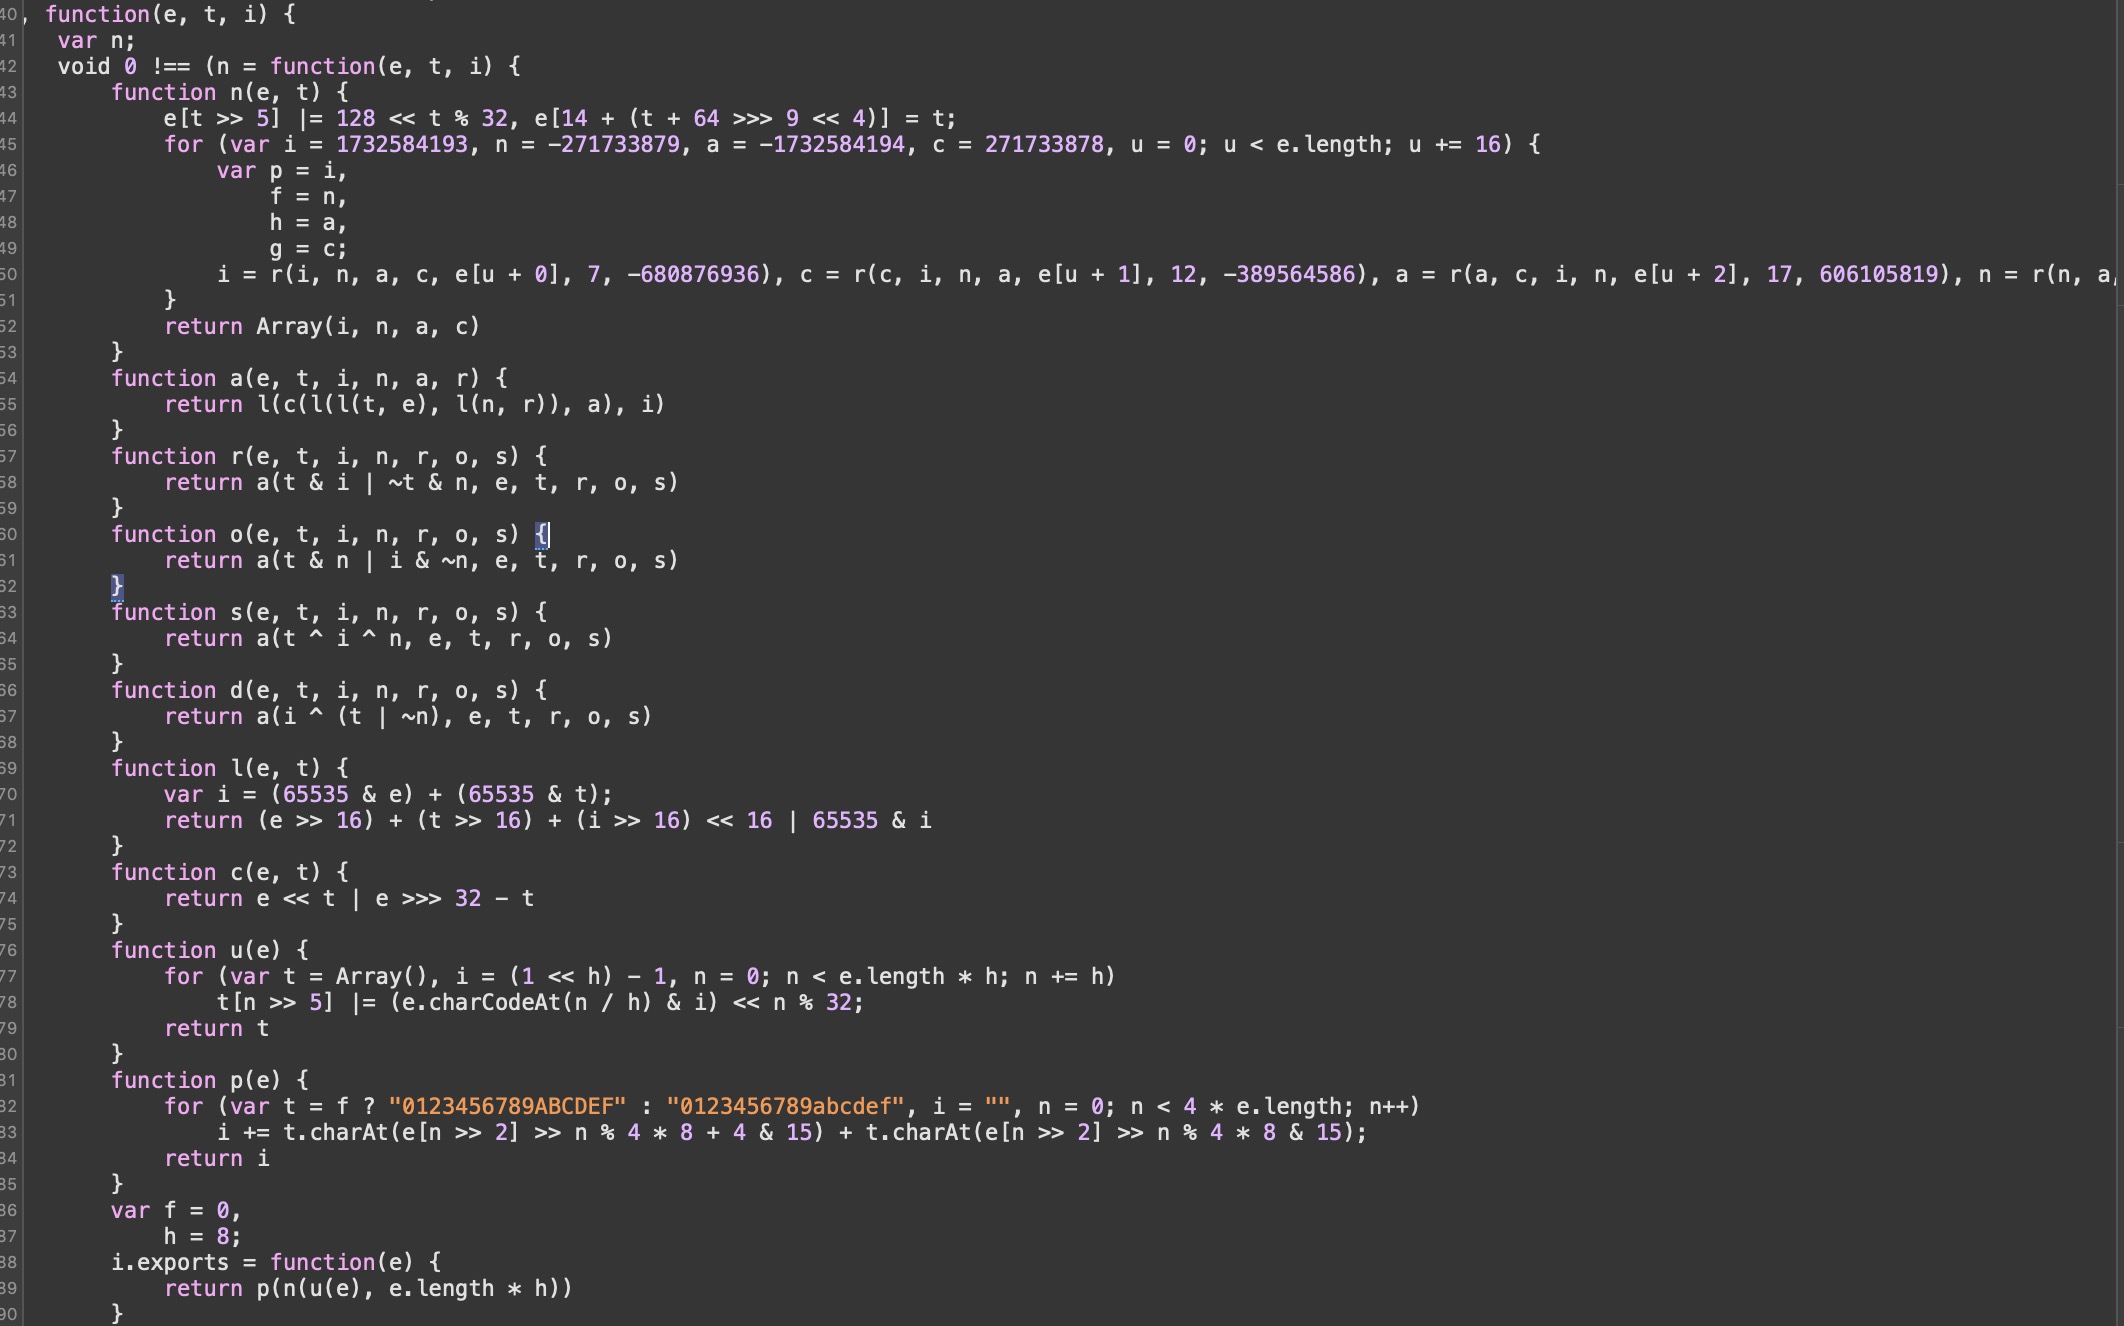 40, function(e, t, i) {
41 var n;
42 void 0 !== (n = function(e, t, i) {
43 function n(e, t) {
44 e[t >> 5] |= 128 << t % 32, e[14 + (t + 64 >>> 9 << 4)] = t;
45 for (var i = 1732584193, n = -271733879, a = -1732584194, c = 271733878, u = 0; u < e.length; u += 16) {
46 var p = i,
47 f = n,
48 h = a,
49 g = c;
50 i = r(i, n, a, c, e[u + 0], 7, -680876936), c = r(c, i, n, a, e[u + 1], 12, -389564586), a = r(a, c, i, n, e[u + 2], 17, 606105819), n = r(n, a,
51 }
52 return Array(i, n, a, c)
53 }
54 function a(e, t, i, n, a, r) {
55 return l(c(l(l(t, e), l(n, r)), a), i)
56 }
57 function r(e, t, i, n, r, o, s) {
58 return a(t & i | ~t & n, e, t, r, o, s)
59 }
60 function o(e, t, i, n, r, o, s) {
61 return a(t & n | i & ~n, e, t, r, o, s)
62 }
63 function s(e, t, i, n, r, o, s) {
64 return a(t ^ i ^ n, e, t, r, o, s)
65 }
66 function d(e, t, i, n, r, o, s) {
67 return a(i ^ (t | ~n), e, t, r, o, s)
68 }
69 function l(e, t) {
70 var i = (65535 & e) + (65535 & t);
71 return (e >> 16) + (t >> 16) + (i >> 16) << 16 | 65535 & i
72 }
73 function c(e, t) {
74 return e << t | e >>> 32 - t
75 }
76 function u(e) {
77 for (var t = Array(), i = (1 << h) - 1, n = 0; n < e.length * h; n += h)
78 t[n >> 5] |= (e.charCodeAt(n / h) & i) << n % 32;
79 return t
80 }
81 function p(e) {
82 for (var t = f ? "0123456789ABCDEF" : "0123456789abcdef", i = "", n = 0; n < 4 * e.length; n++)
83 i += t.charAt(e[n >> 2] >> n % 4 * 8 + 4 & 15) + t.charAt(e[n >> 2] >> n % 4 * 8 & 15);
84 return i
85 }
86 var f = 0,
87 h = 8;
88 i.exports = function(e) {
89 return p(n(u(e), e.length * h))
90 }